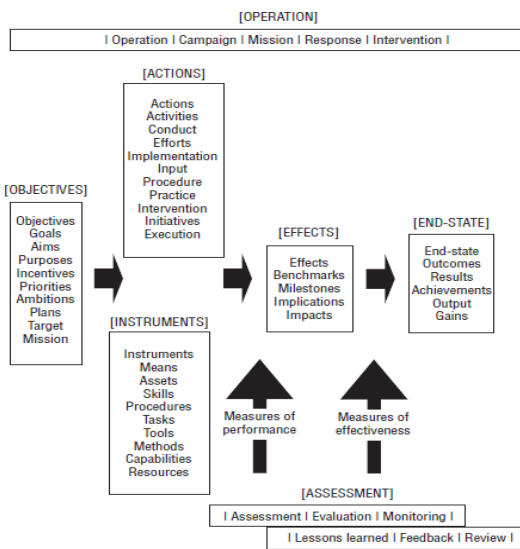 [OPERATION]
| Operation | Campaign | Mission | Response | Intervention |
[ACTIONS]
Actions
Activities
Conduct
Efforts
Implementation
Input
Procedure
Practice
Intervention
Initiatives
Execution
[OBJECTIVES]
Objectives
Goals
Aims
Purposes
Incentives
Priorities
Ambitions
Plans
Target
Mission
[INSTRUMENTS]
Instruments
Means
Assets
Skills
Procedures
Tasks
Tools
Methods
Capabilities
Resources
[EFFECTS]
Effects
Benchmarks
Milestones
Implications
Impacts
[END-STATE]
End-state
Outcomes
Results
Achievements
Output
Gains
Measures of
performance
Measures of
effectiveness
[ASSESSMENT]
| Assessment | Evaluation | Monitoring |
| Lessons learned | Feedback | Review |